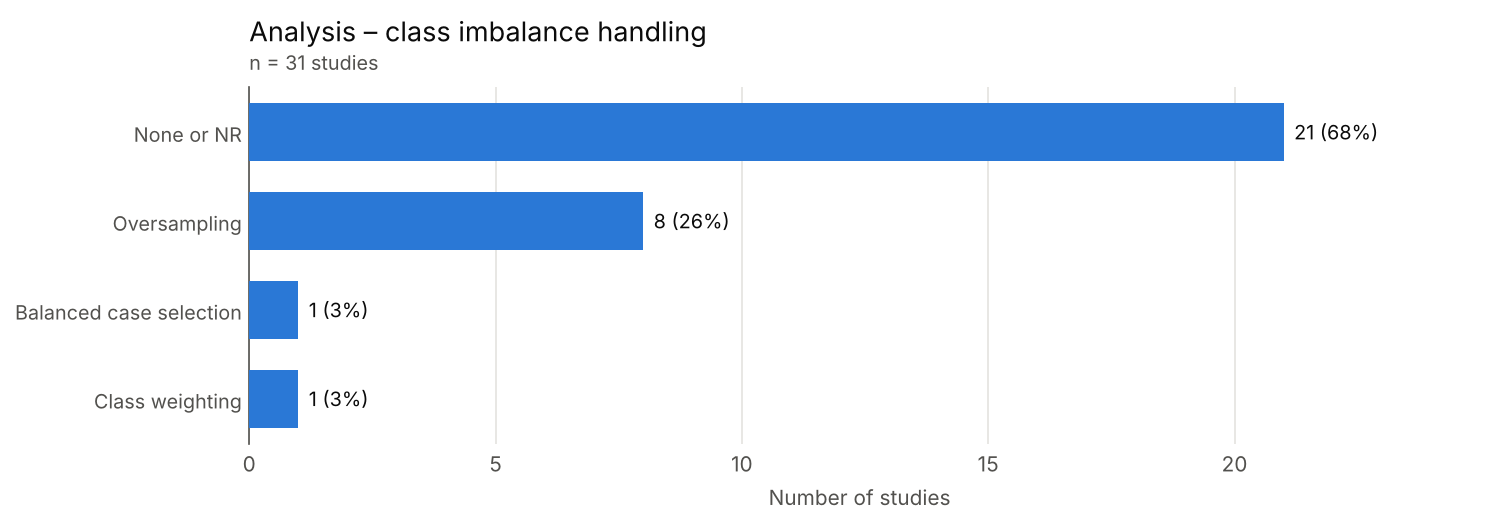 Analysis – class imbalance handling
n = 31 studies
None or NR 21 (68%)
Oversampling 8 (26%)
Balanced case selection 1 (3%)
Class weighting 1 (3%)
0 5 10 15 20
Number of studies